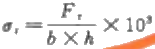 σᵣ = Fᵣ / (b × h) × 10³